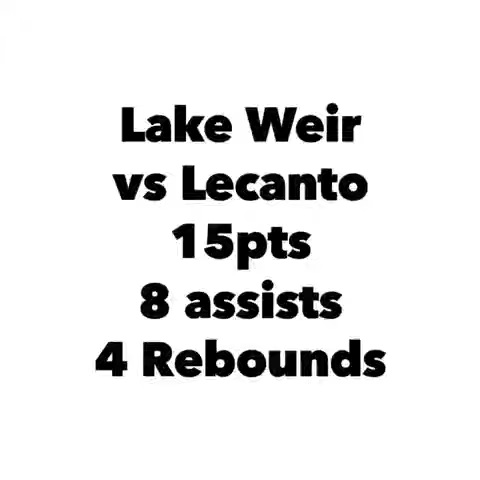 Lake Weir
vs Lecanto
15pts
8 assists
4 Rebounds